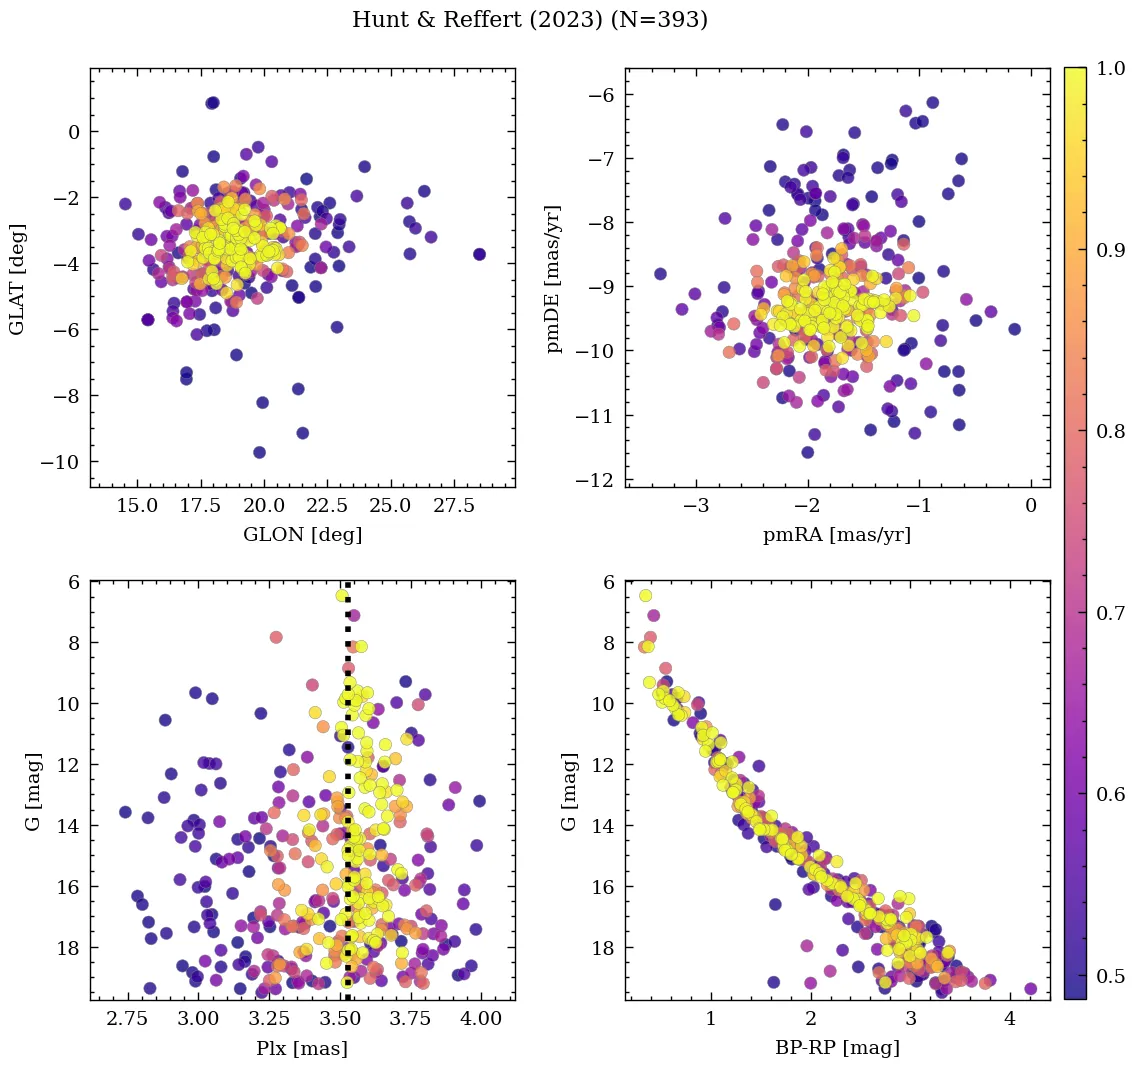 Hunt & Reffert (2023) (N=393)
0
−2
−4
−6
−8
−10
GLAT [deg]
15.0 17.5 20.0 22.5 25.0 27.5
GLON [deg]
−6
−7
−8
−9
−10
−11
−12
pmDE [mas/yr]
−3 −2 −1 0
pmRA [mas/yr]
1.0
0.9
0.8
0.7
0.6
0.5
6
8
10
12
14
16
18
G [mag]
2.75 3.00 3.25 3.50 3.75 4.00
Plx [mas]
6
8
10
12
14
16
18
G [mag]
1 2 3 4
BP-RP [mag]